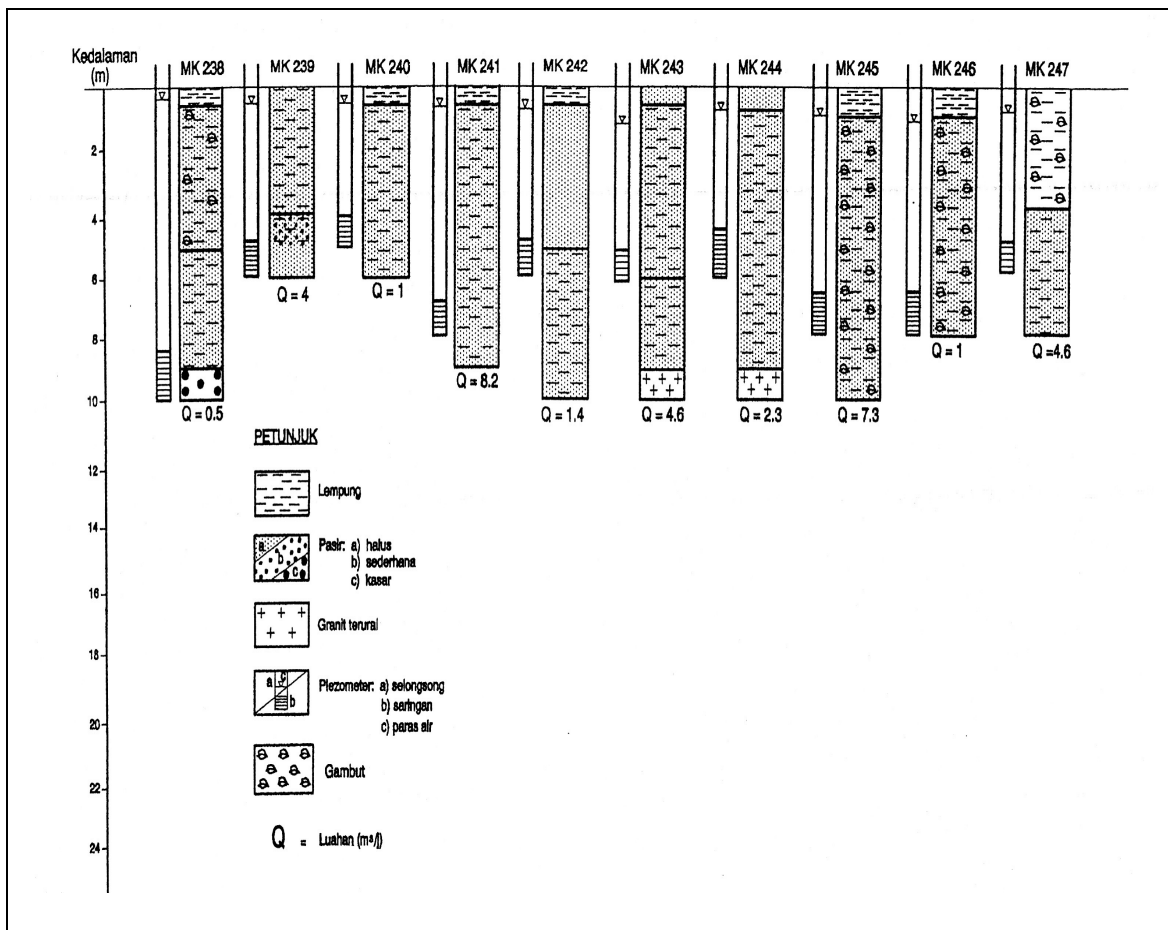 Kedalaman
(m)
MK 238
MK 239
MK 240
MK 241
MK 242
MK 243
MK 244
MK 245
MK 246
MK 247
2
4
6
8
10
12
14
16
18
20
22
24
Q = 0.5
Q = 4
Q = 1
Q = 8.2
Q = 1.4
Q = 4.6
Q = 2.3
Q = 7.3
Q = 1
Q =4.6
PETUNJUK
Lempung
a
b
c
Pasir: a) halus
b) sederhana
c) kasar
Granit terurai
a
c
b
Piezometer: a) selongsong
b) saringan
c) paras air
Gambut
Q = Luahan (m³/j)